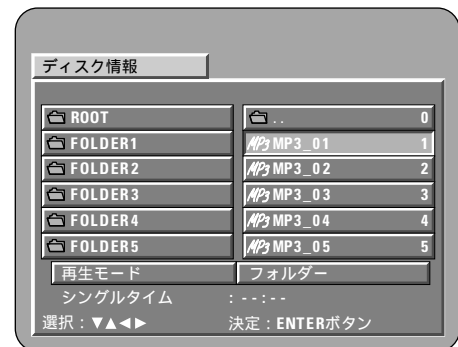 ディスク情報
ROOT
FOLDER1
FOLDER2
FOLDER3
FOLDER4
FOLDER5
.. 0
MP3 MP3_01 1
MP3 MP3_02 2
MP3 MP3_03 3
MP3 MP3_04 4
MP3 MP3_05 5
再生モード フォルダー
シングルタイム : --:--
選択：▼▲◀▶ 決定：ENTERボタン